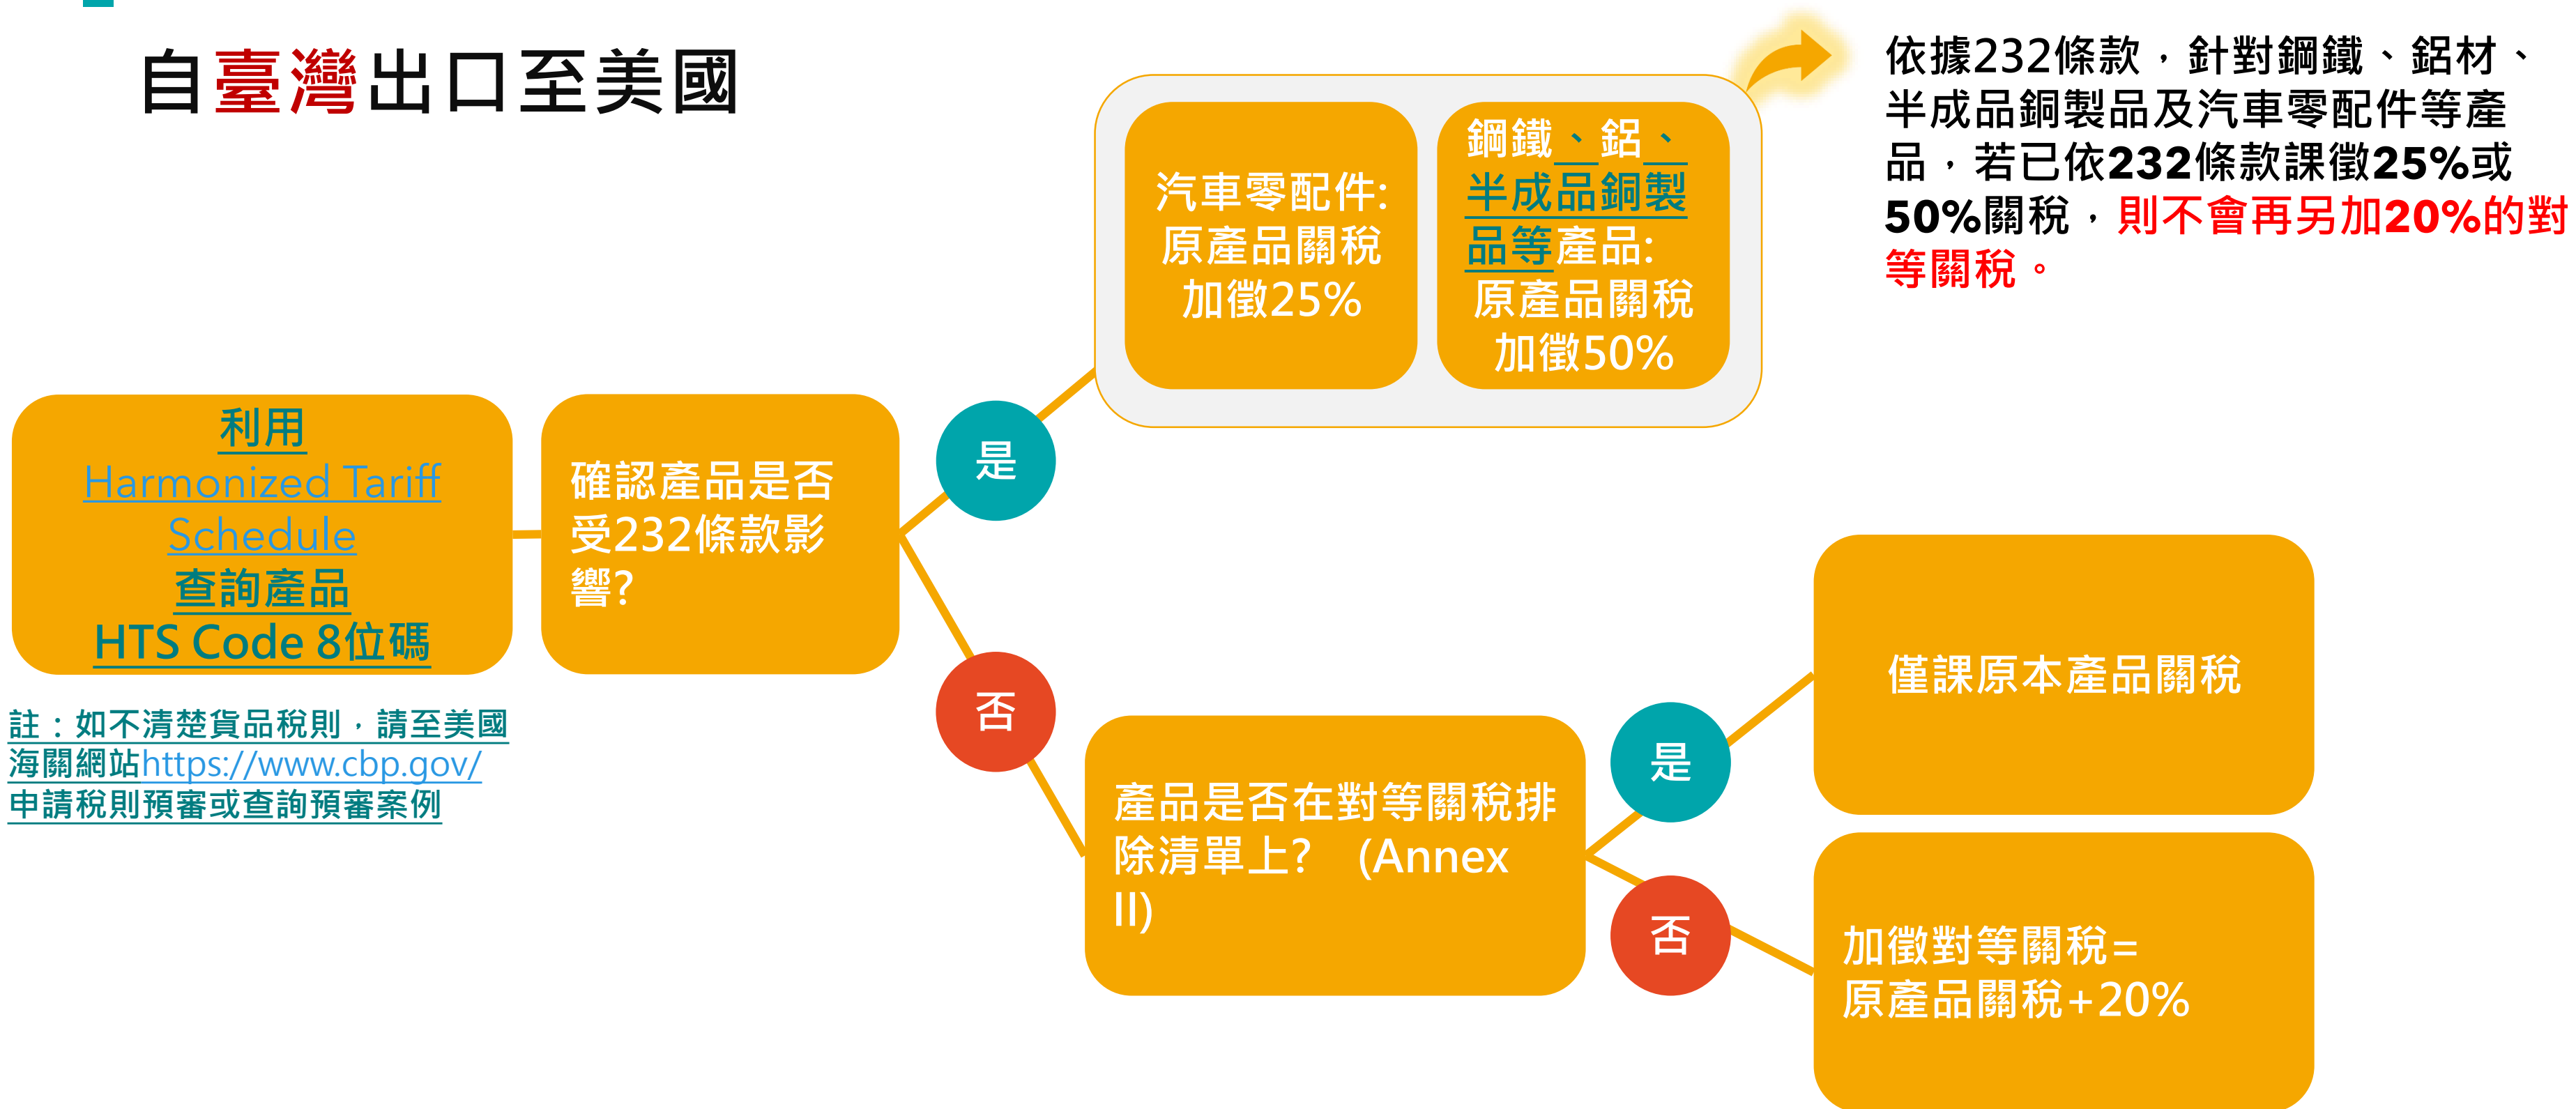 自臺灣出口至美國
依據232條款，針對鋼鐵、鋁材、
半成品銅製品及汽車零配件等產
品，若已依232條款課徵25%或
50%關稅，則不會再另加20%的對
等關稅。
汽車零配件:
原產品關稅
加徵25%
鋼鐵、鋁、
半成品銅製
品等產品:
原產品關稅
加徵50%
利用
Harmonized Tariff
Schedule
查詢產品
HTS Code 8位碼
確認產品是否
受232條款影
響?
是
否
註：如不清楚貨品稅則，請至美國
海關網站https://www.cbp.gov/
申請稅則預審或查詢預審案例
產品是否在對等關稅排
除清單上? (Annex
II)
是
否
僅課原本產品關稅
加徵對等關稅=
原產品關稅+20%